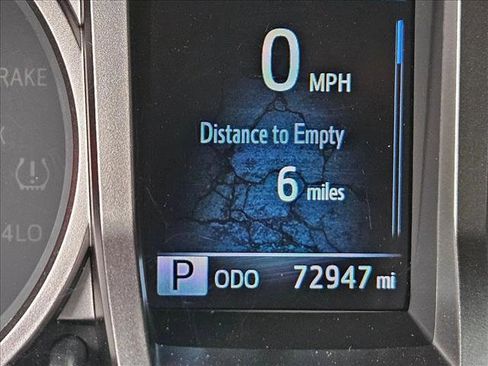 0 MPH
RAKE
Distance to Empty
6 miles
4LO
P ODO 72947 mi